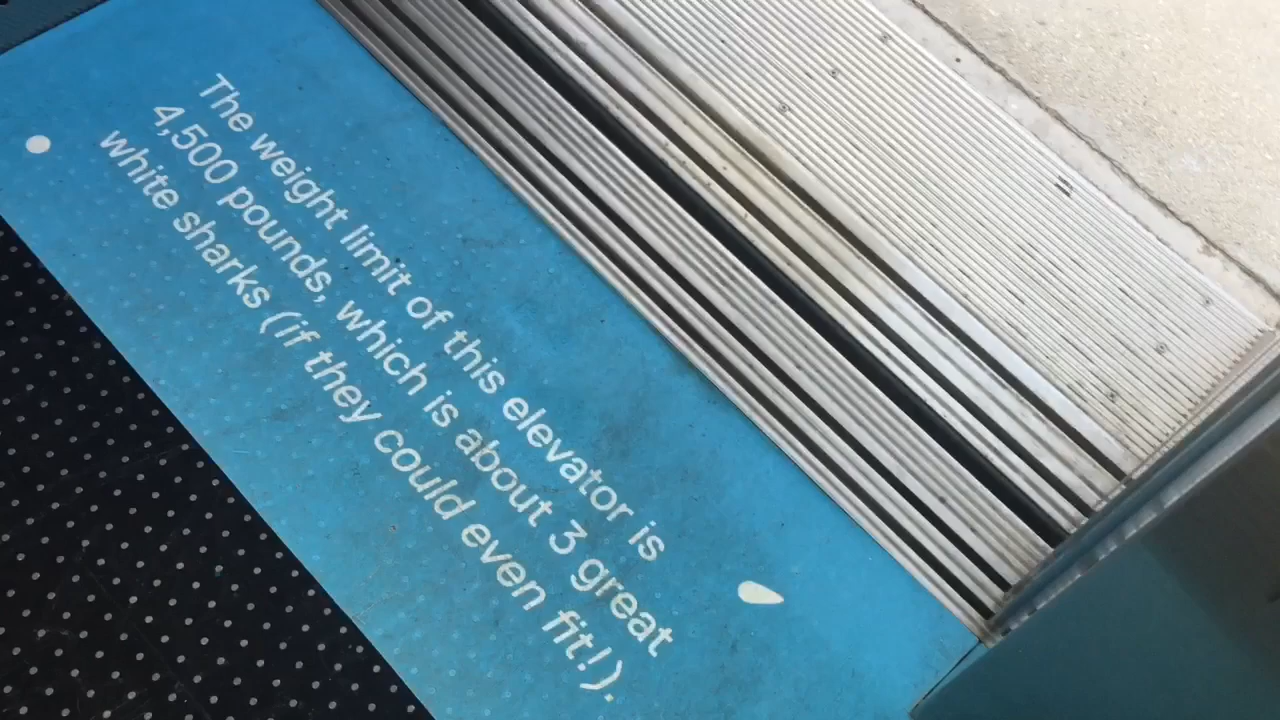 The weight limit of this elevator is
4,500 pounds, which is about 3 great
white sharks (if they could even fit!).